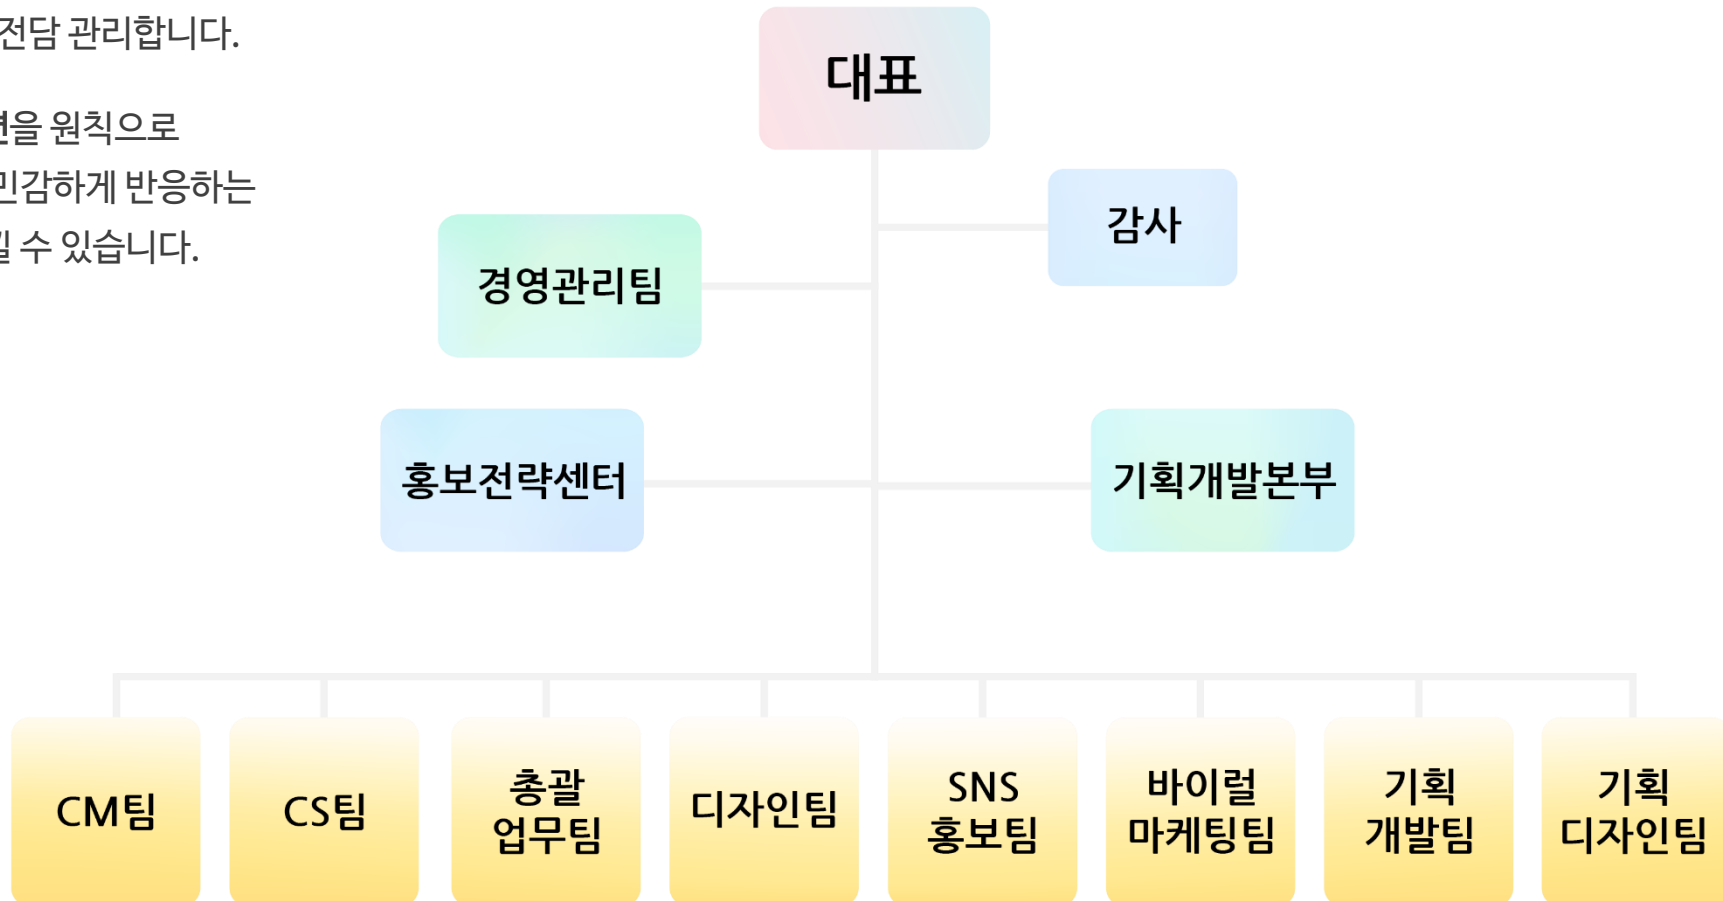 전담 관리합니다.
을 원칙으로
민감하게 반응하는
수 있습니다.
대표
감사
경영관리팀
홍보전략센터
기획개발본부
CM팀
CS팀
총괄
업무팀
디자인팀
SNS
홍보팀
바이럴
마케팅팀
기획
개발팀
기획
디자인팀